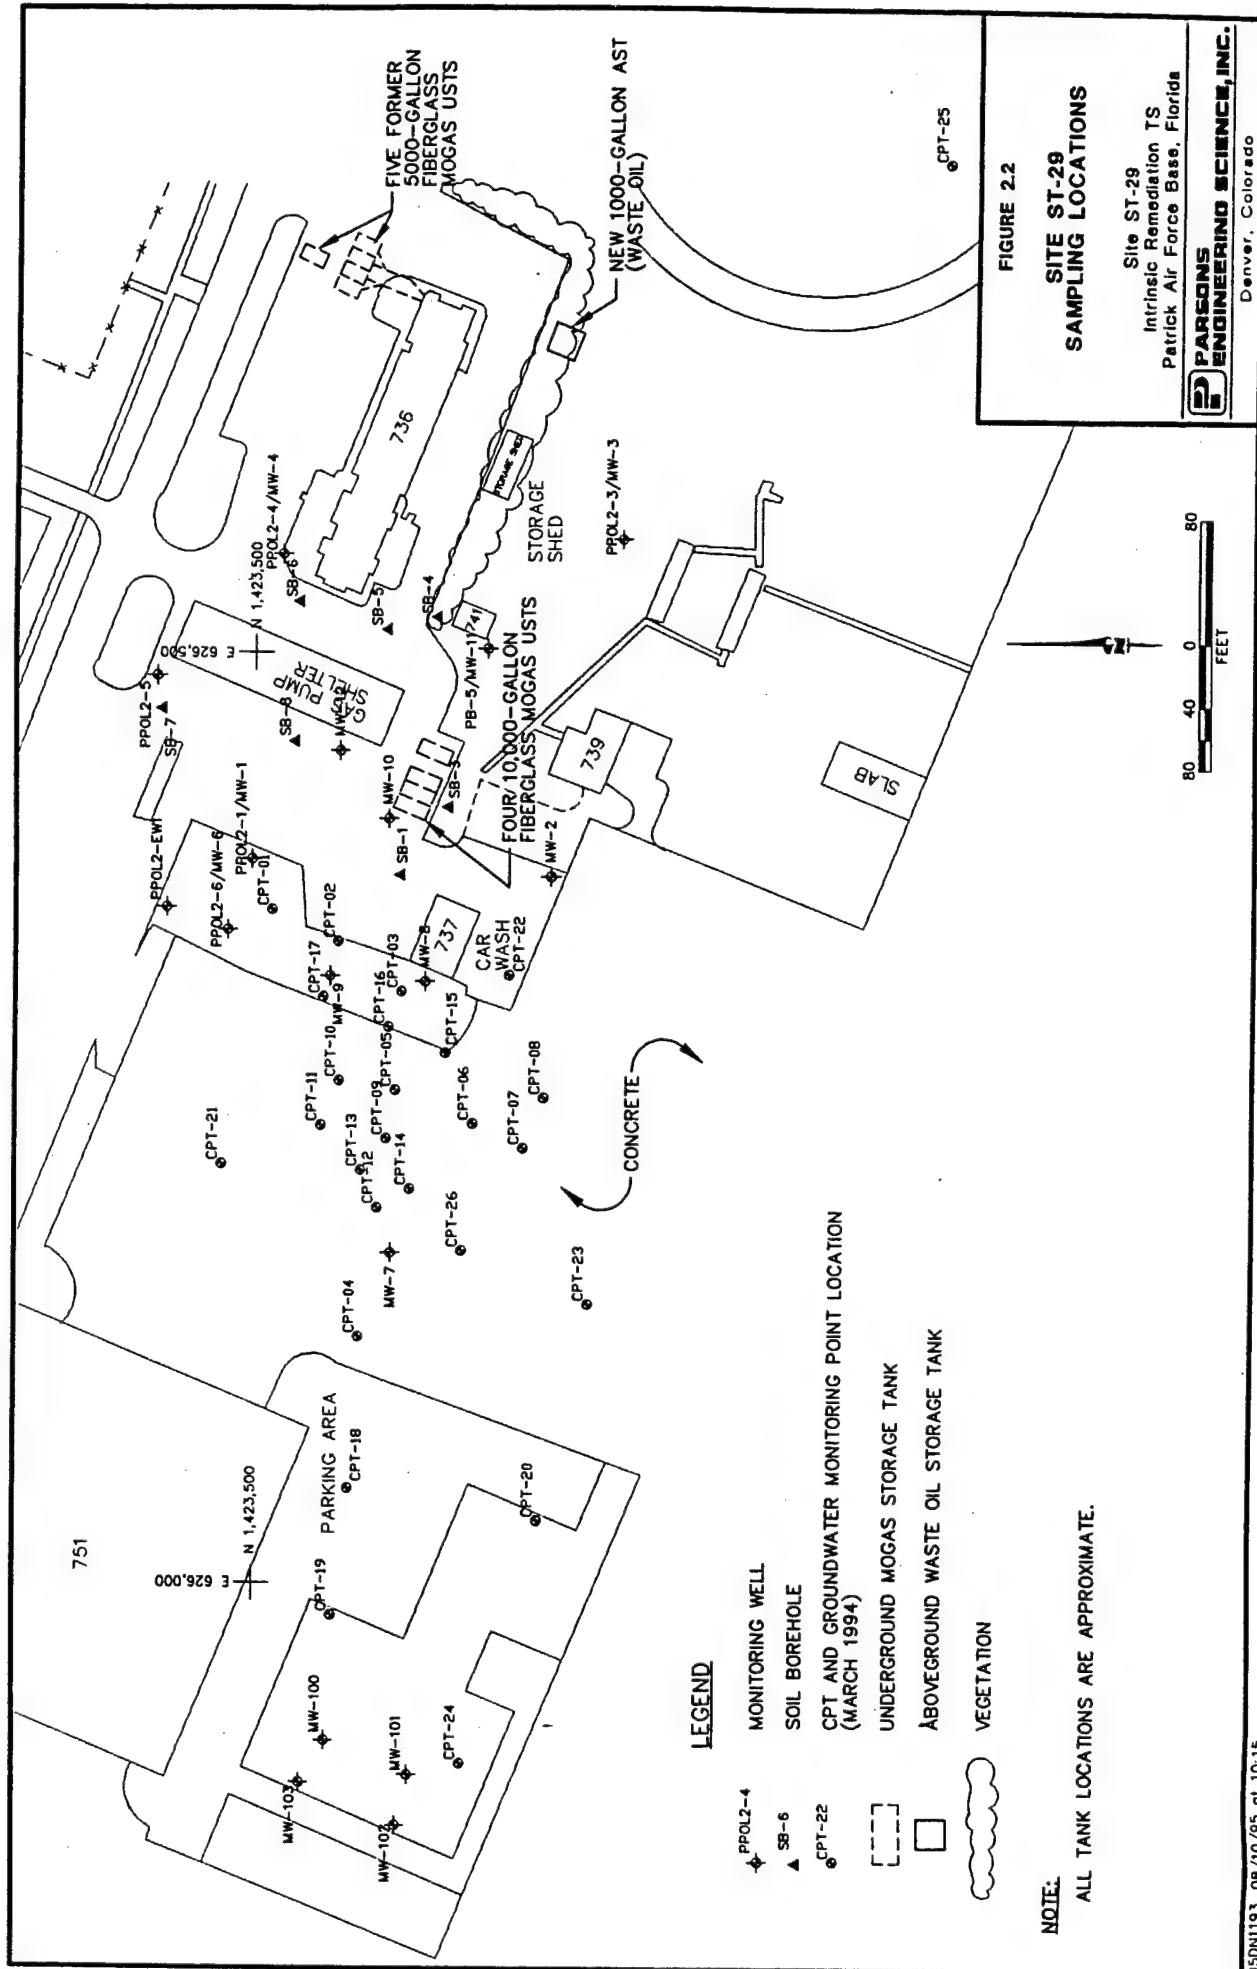 751
E 626,000
N 1,423,500
PARKING AREA
CPT-18
CPT-19
CPT-20
MW-100
MW-103
MW-101
MW-102
CPT-24
CPT-21
CPT-04
MW-7
CPT-11
CPT-10
CPT-13
CPT-12
CPT-09
CPT-05
CPT-14
CPT-26
CPT-06
CPT-07
CPT-08
CPT-23
CPT-15
CPT-16
CPT-03
CPT-17
MW-9
CPT-02
MW-8
737
CAR
WASH
CPT-22
CONCRETE
PPOL2-EW1
PPOL2-6/MW-6
PPOL2-1/MW-1
CPT-01
PPOL2-5
SB-7
E 626,500
N 1,423,500
GAS
PUMP
SHELTER
SB-8
MW-12
MW-10
SB-1
SB-3
FOUR 10,000-GALLON
FIBERGLASS MOGAS USTS
MW-2
PPOL2-4/MW-4
SB-6
SB-5
SB-4
736
741
PB-5/MW-11
739
SLAB
STORAGE SHED
STORAGE
SHED
PPOL2-3/MW-3
FIVE FORMER
5000-GALLON
FIBERGLASS
MOGAS USTS
NEW 1000-GALLON AST
(WASTE OIL)
CPT-25
LEGEND
PPOL2-4 MONITORING WELL
SB-6 SOIL BOREHOLE
CPT-22 CPT AND GROUNDWATER MONITORING POINT LOCATION
(MARCH 1994)
UNDERGROUND MOGAS STORAGE TANK
ABOVEGROUND WASTE OIL STORAGE TANK
VEGETATION
NOTE:
ALL TANK LOCATIONS ARE APPROXIMATE.
80 40 0 80
FEET
FIGURE 2.2
SITE ST-29
SAMPLING LOCATIONS
Site ST-29
Intrinsic Remediation TS
Patrick Air Force Base, Florida
PARSONS
ENGINEERING SCIENCE, INC.
Denver, Colorado